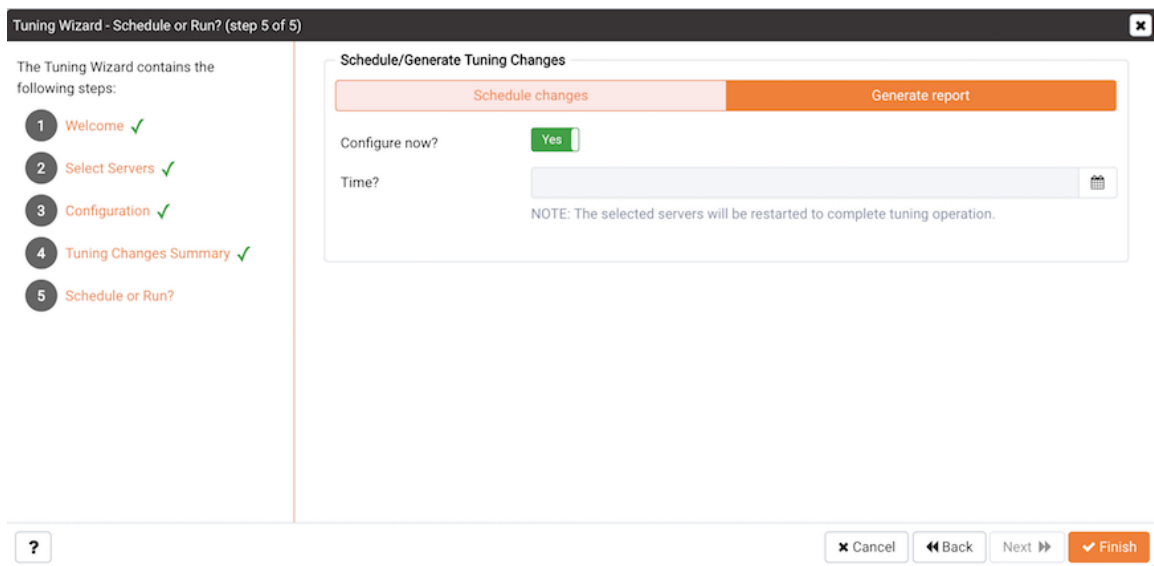 Tuning Wizard - Schedule or Run? (step 5 of 5)
The Tuning Wizard contains the
following steps:
1 Welcome
2 Select Servers
3 Configuration
4 Tuning Changes Summary
5 Schedule or Run?
Schedule/Generate Tuning Changes
Schedule changes Generate report
Configure now? Yes
Time?
NOTE: The selected servers will be restarted to complete tuning operation.
? Cancel Back Next Finish